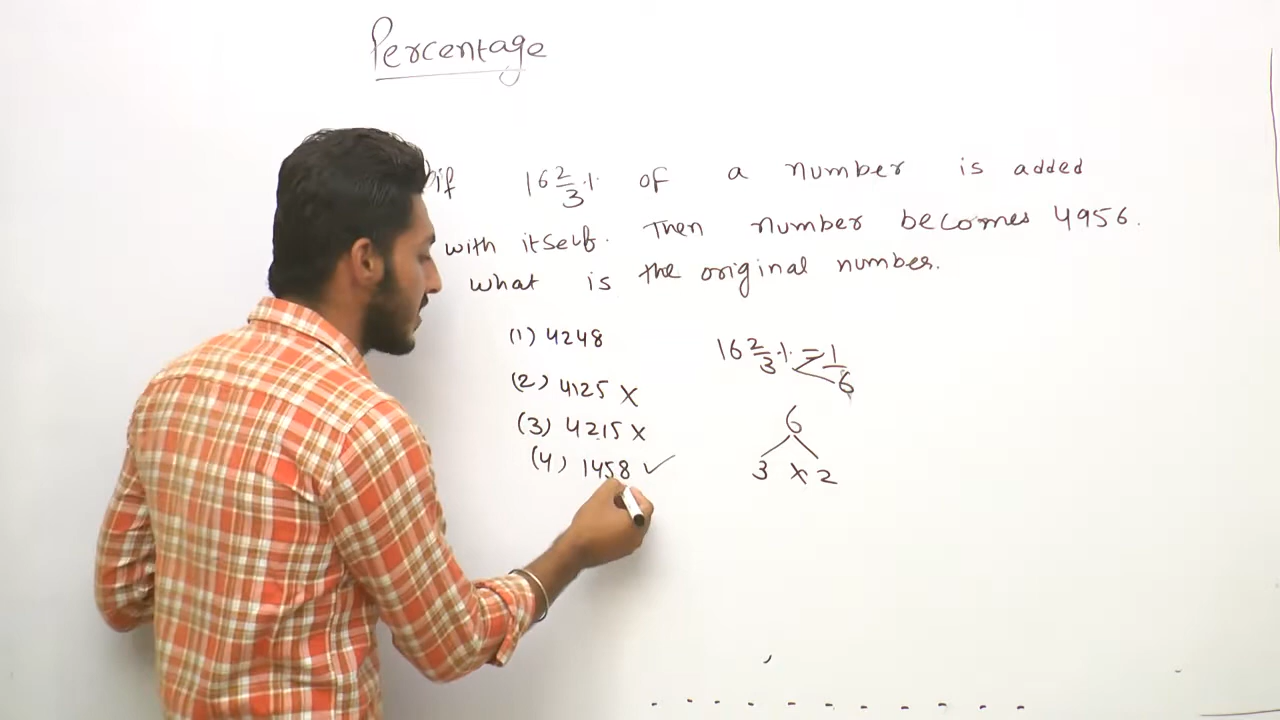 Percentage
if 16 2/3 % of a number is added
with itself. Then number becomes 4956.
what is the original number.
(1) 4248
(2) 4125 X
(3) 4215 X
(4) 1458 ✓
16 2/3 % = 1/6
6
3 x 2